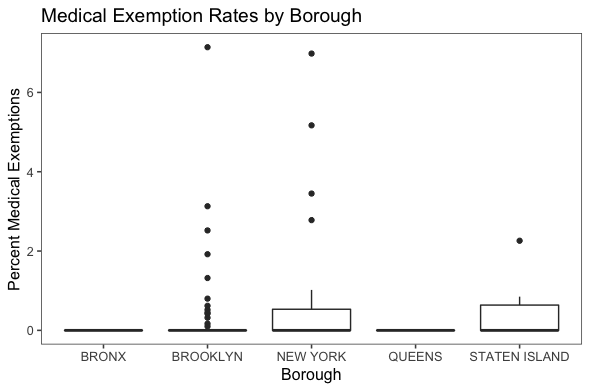 Medical Exemption Rates by Borough
Percent Medical Exemptions
6
4
2
0
BRONX BROOKLYN NEW YORK QUEENS STATEN ISLAND
Borough